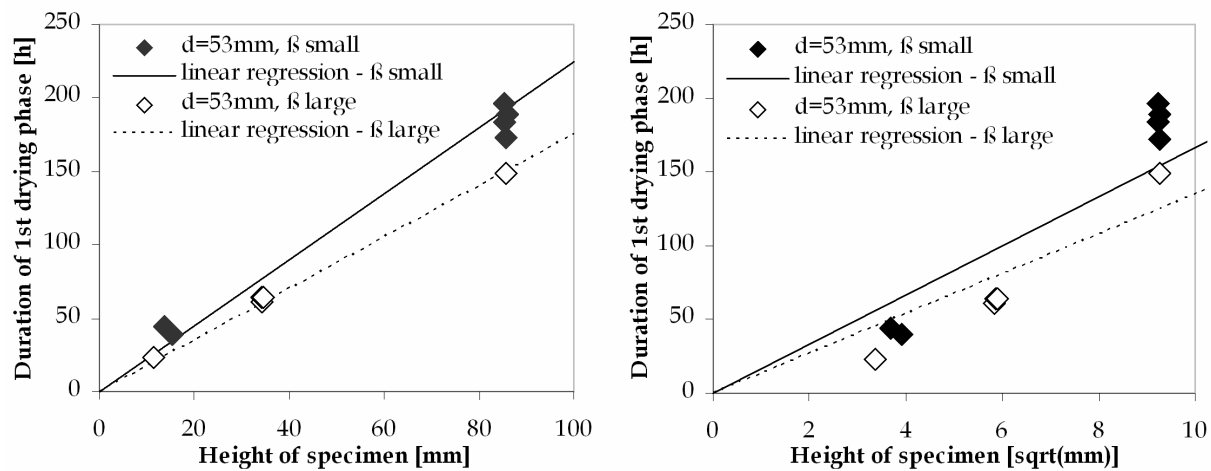 250
200
150
100
50
0
Duration of 1st drying phase [h]
d=53mm, ß small
linear regression - ß small
d=53mm, ß large
linear regression - ß large
0 20 40 60 80 100
Height of specimen [mm]
250
200
150
100
50
0
Duration of 1st drying phase [h]
d=53mm, ß small
linear regression - ß small
d=53mm, ß large
linear regression - ß large
0 2 4 6 8 10
Height of specimen [sqrt(mm)]